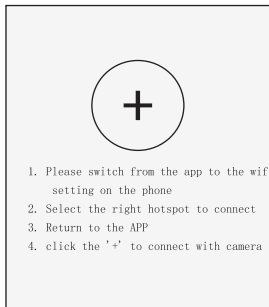 1. Please switch from the app to the wif
setting on the phone
2. Select the right hotspot to connect
3. Return to the APP
4. click the '+' to connect with camera